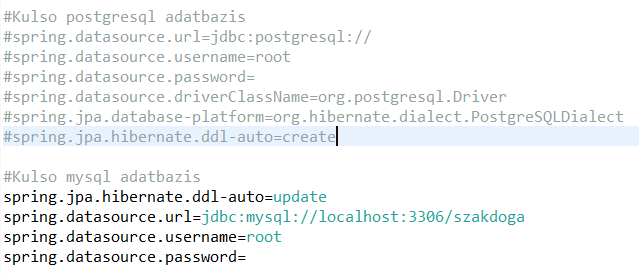 #Kulso postgresql adatbazis
#spring.datasource.url=jdbc:postgresql://
#spring.datasource.username=root
#spring.datasource.password=
#spring.datasource.driverClassName=org.postgresql.Driver
#spring.jpa.database-platform=org.hibernate.dialect.PostgreSQLDialect
#spring.jpa.hibernate.ddl-auto=create
#Kulso mysql adatbazis
spring.jpa.hibernate.ddl-auto=update
spring.datasource.url=jdbc:mysql://localhost:3306/szakdoga
spring.datasource.username=root
spring.datasource.password=